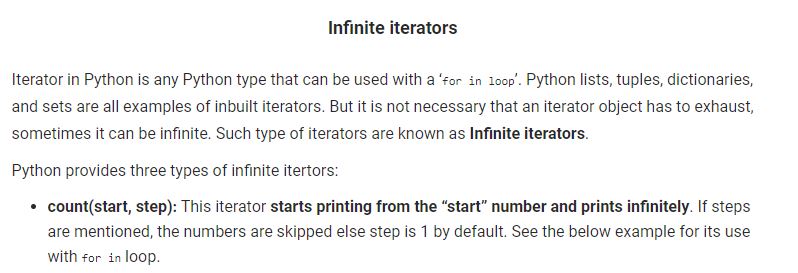 Infinite iterators
Iterator in Python is any Python type that can be used with a ‘for in loop’. Python lists, tuples, dictionaries,
and sets are all examples of inbuilt iterators. But it is not necessary that an iterator object has to exhaust,
sometimes it can be infinite. Such type of iterators are known as Infinite iterators.
Python provides three types of infinite itertors:
• count(start, step): This iterator starts printing from the “start” number and prints infinitely. If steps
are mentioned, the numbers are skipped else step is 1 by default. See the below example for its use
with for in loop.